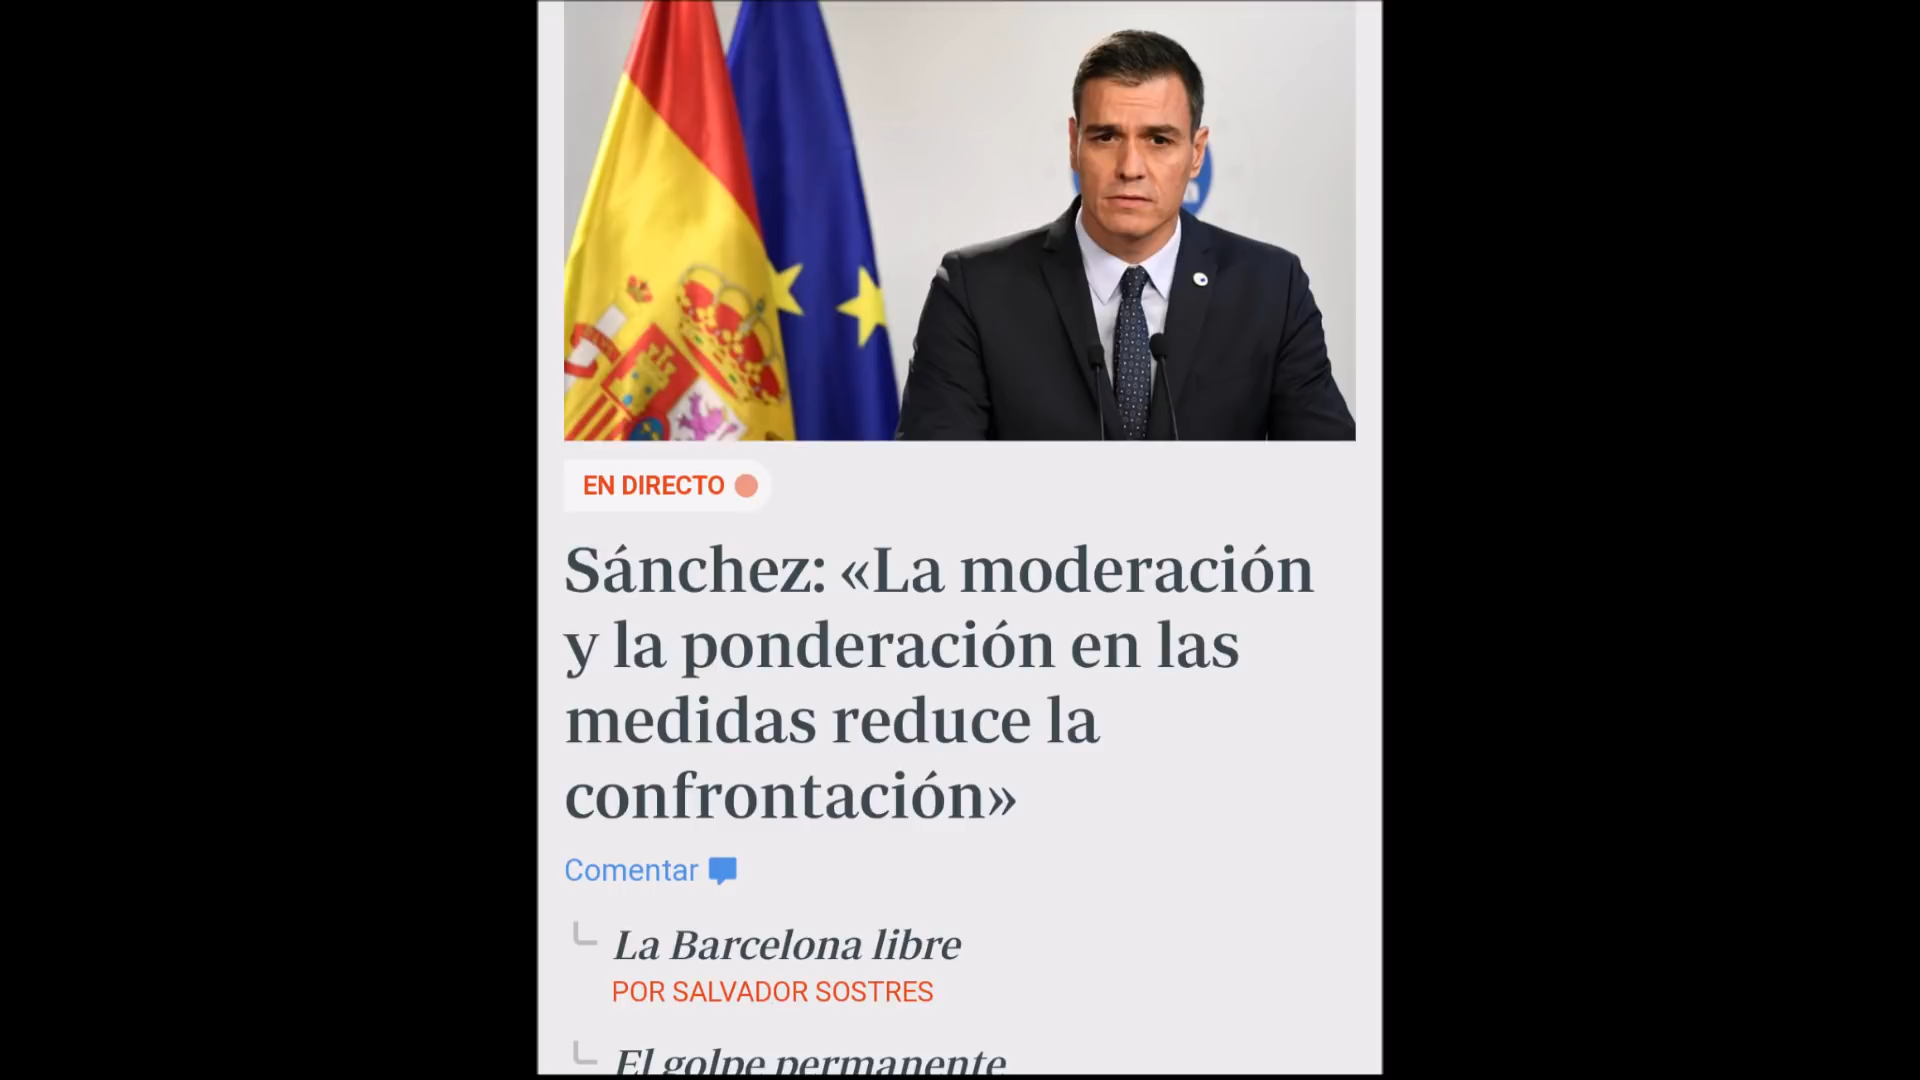 EN DIRECTO
Sánchez: «La moderación
y la ponderación en las
medidas reduce la
confrontación»
Comentar
La Barcelona libre
POR SALVADOR SOSTRES
El golpe permanente